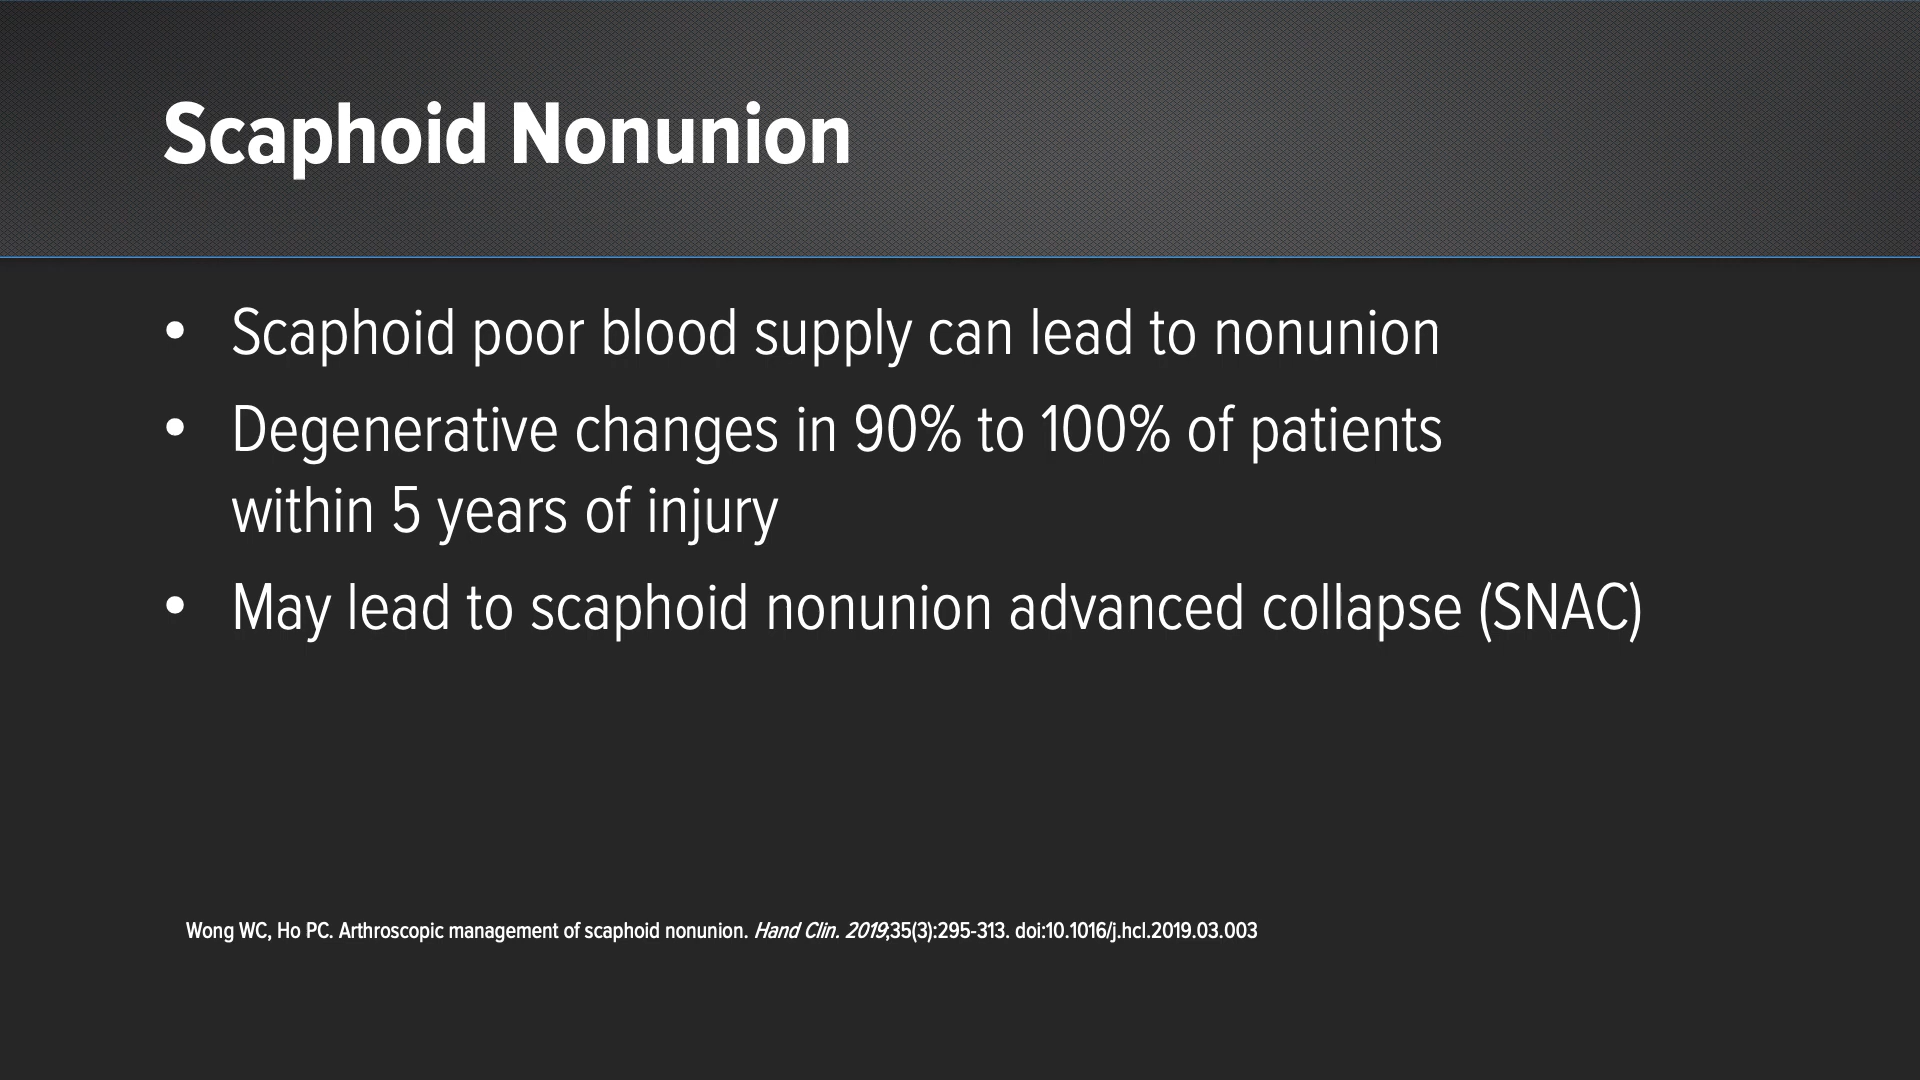 Scaphoid Nonunion
• Scaphoid poor blood supply can lead to nonunion
• Degenerative changes in 90% to 100% of patients
within 5 years of injury
• May lead to scaphoid nonunion advanced collapse (SNAC)
Wong WC, Ho PC. Arthroscopic management of scaphoid nonunion. Hand Clin. 2019;35(3):295-313. doi:10.1016/j.hcl.2019.03.003